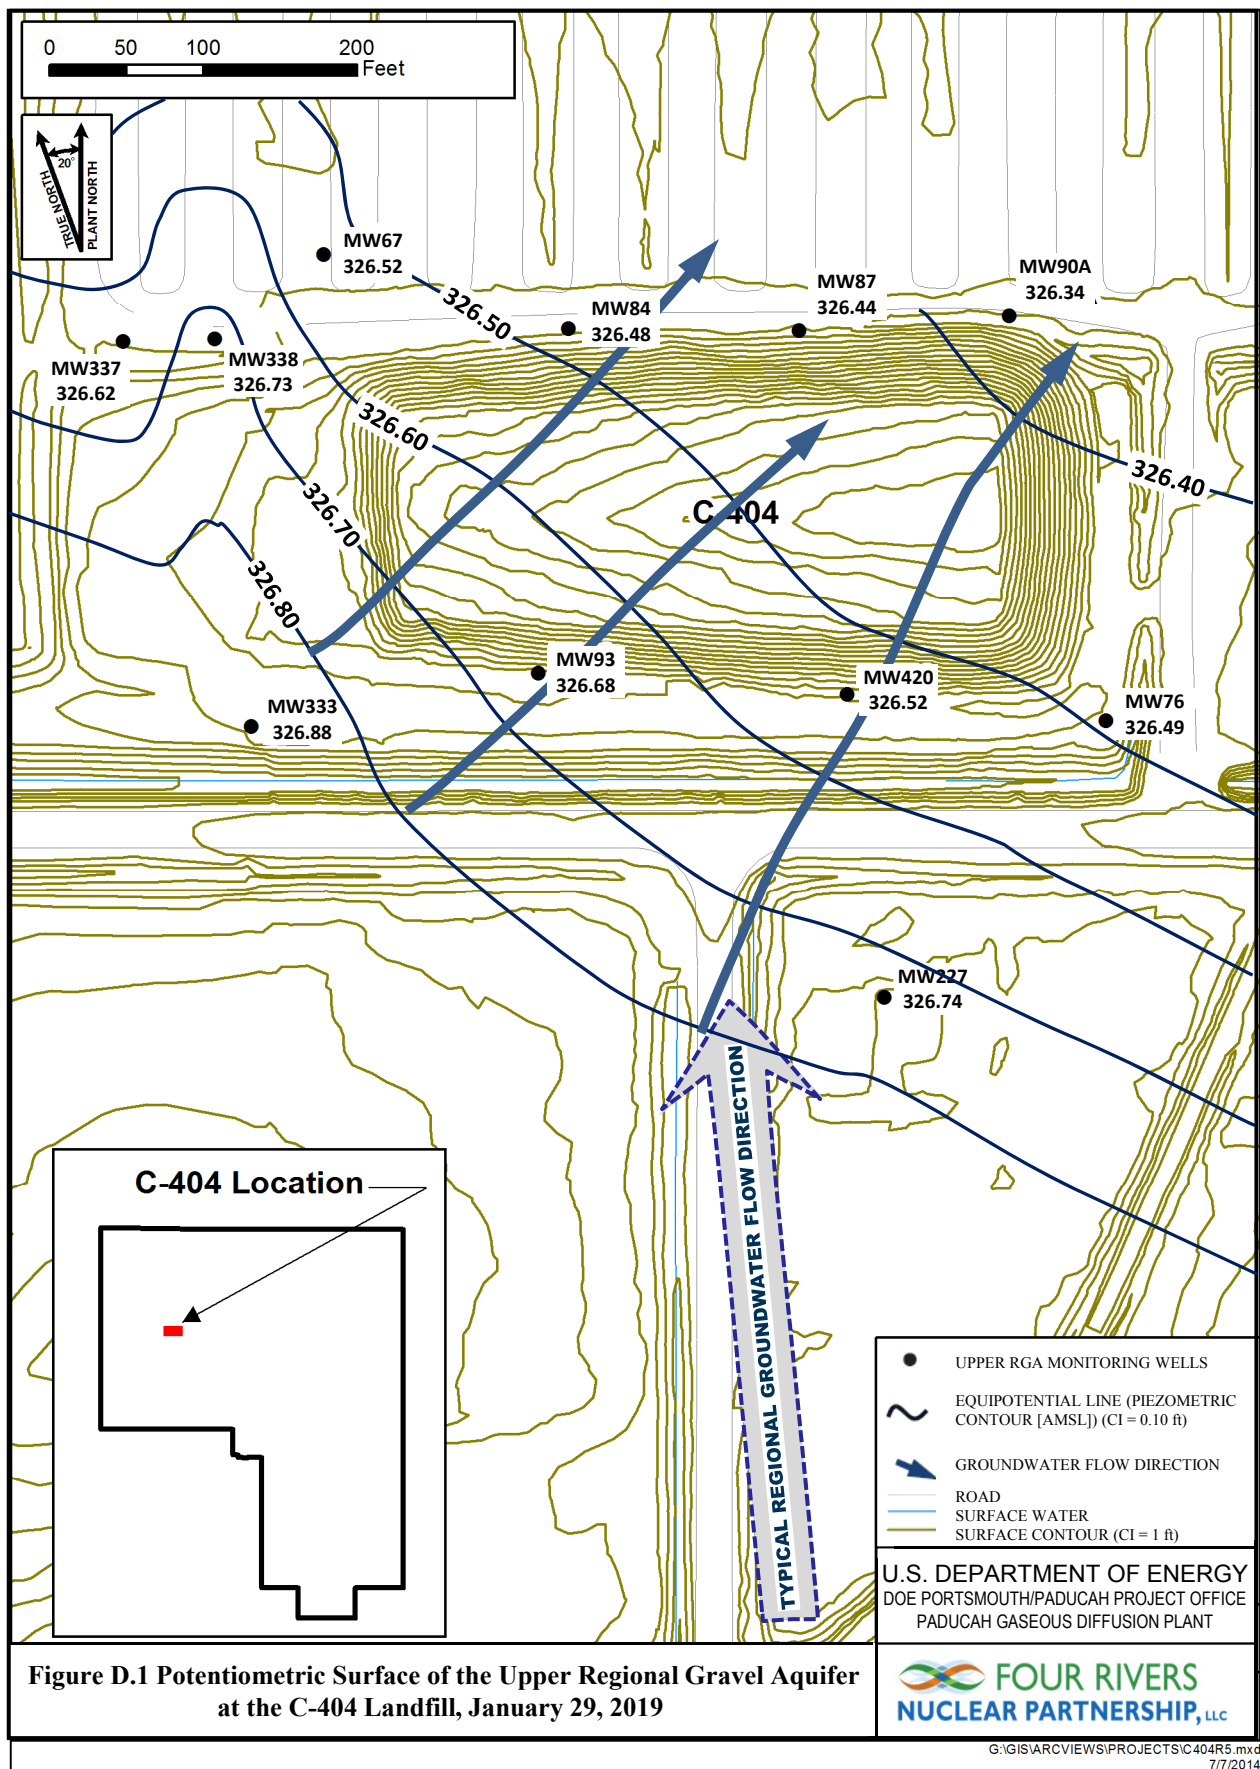 0 50 100 200
Feet
TRUE NORTH
20°
PLANT NORTH
MW67
326.52
MW90A
326.34
MW87
326.44
326.50
MW84
326.48
MW337
326.62
MW338
326.73
326.60
326.40
326.70
C-404
326.80
MW93
326.68
MW420
326.52
MW333
326.88
MW76
326.49
MW227
326.74
TYPICAL REGIONAL GROUNDWATER FLOW DIRECTION
C-404 Location
UPPER RGA MONITORING WELLS
EQUIPOTENTIAL LINE (PIEZOMETRIC
CONTOUR [AMSL]) (CI = 0.10 ft)
GROUNDWATER FLOW DIRECTION
ROAD
SURFACE WATER
SURFACE CONTOUR (CI = 1 ft)
U.S. DEPARTMENT OF ENERGY
DOE PORTSMOUTH/PADUCAH PROJECT OFFICE
PADUCAH GASEOUS DIFFUSION PLANT
Figure D.1 Potentiometric Surface of the Upper Regional Gravel Aquifer
at the C-404 Landfill, January 29, 2019
FOUR RIVERS
NUCLEAR PARTNERSHIP, LLC
G:\GIS\ARCVIEWS\PROJECTS\C404R5.mxd
7/7/2014